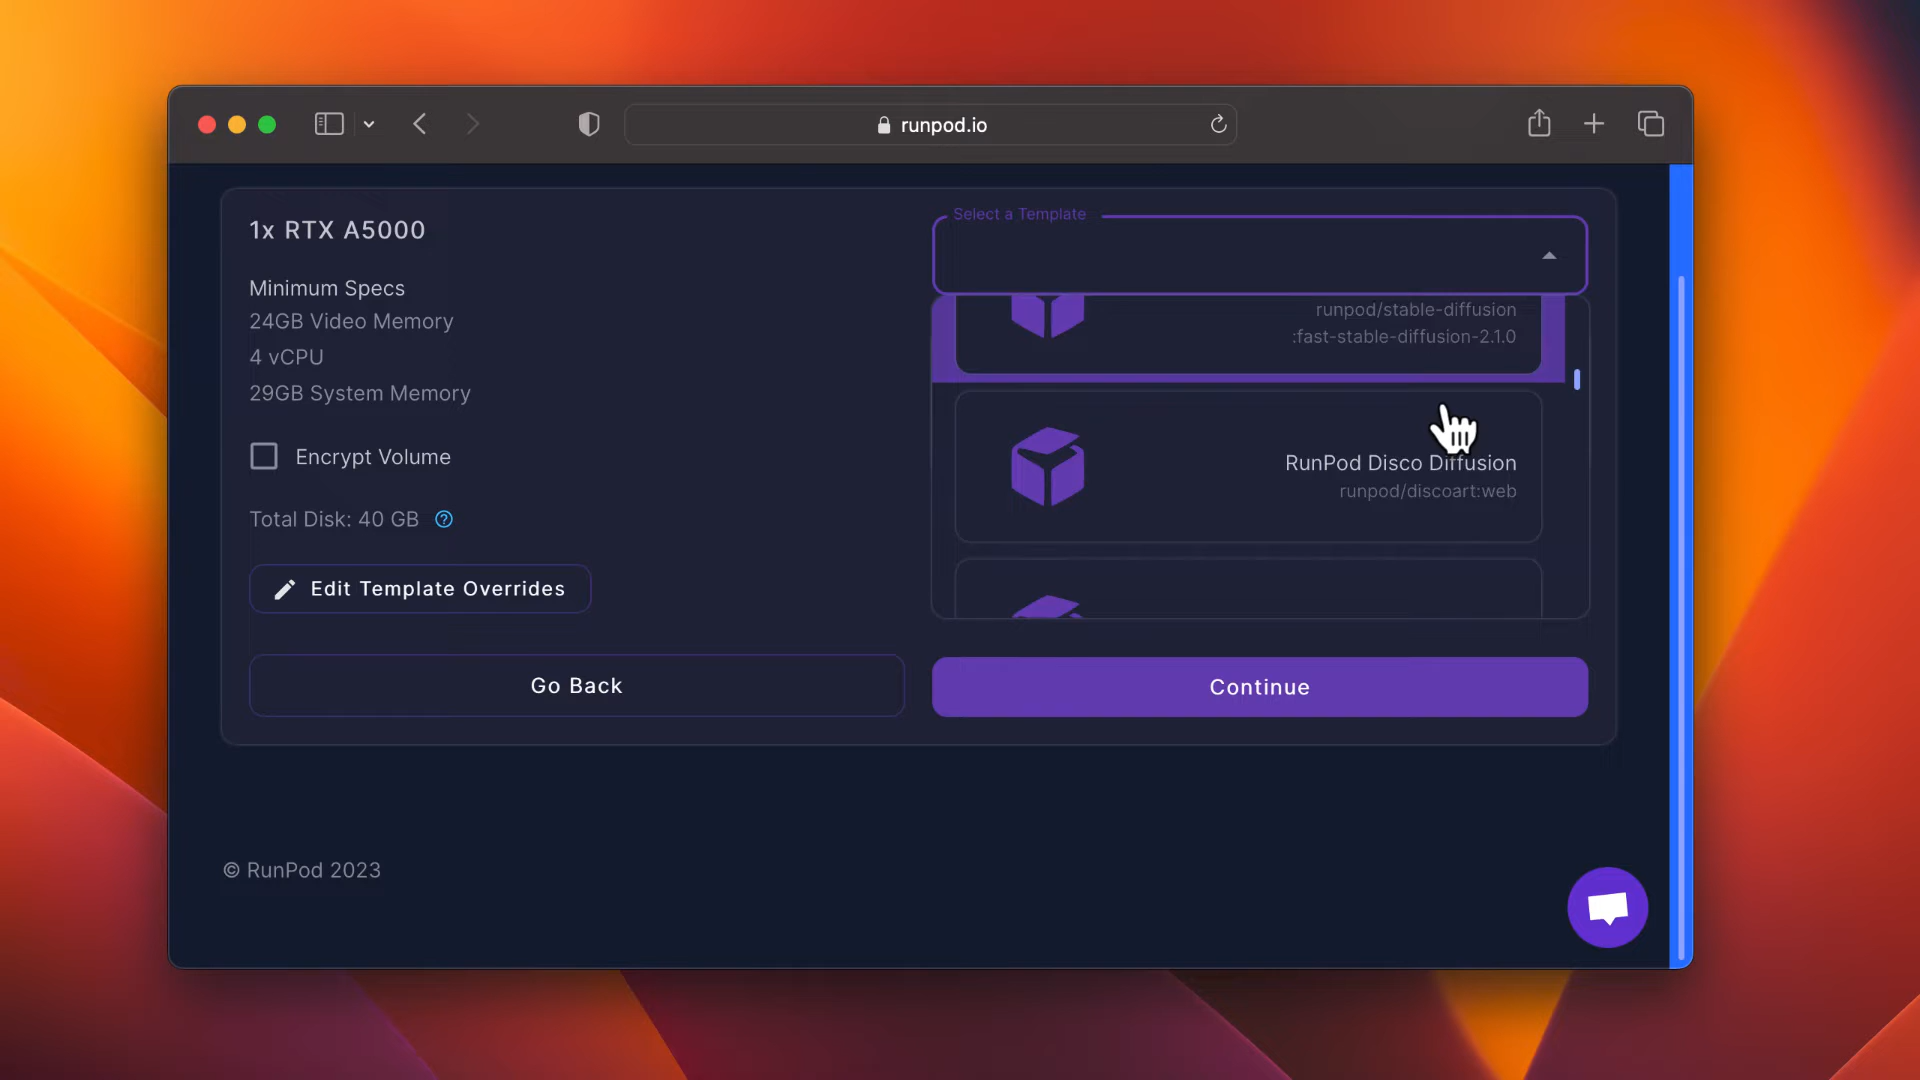 runpod.io
1x RTX A5000
Minimum Specs
24GB Video Memory
4 vCPU
29GB System Memory
Encrypt Volume
Total Disk: 40 GB ?
Edit Template Overrides
Go Back
Select a Template
runpod/stable-diffusion
:fast-stable-diffusion-2.1.0
RunPod Disco Diffusion
runpod/discoart:web
Continue
© RunPod 2023